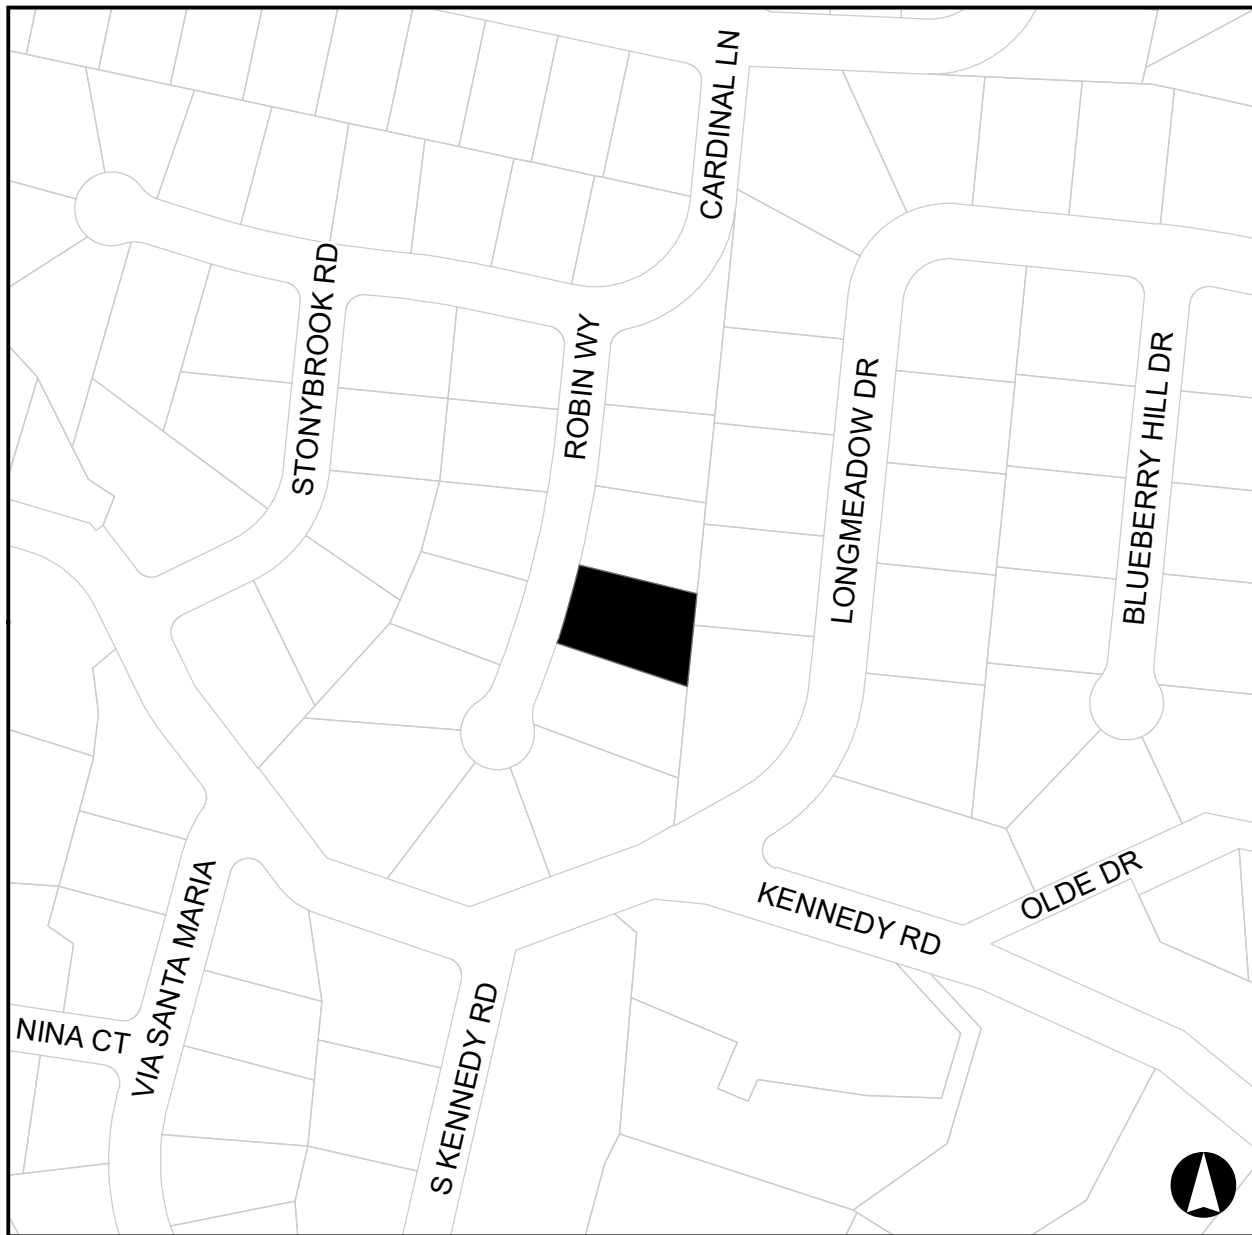 CARDINAL LN
STONYBROOK RD
ROBIN WY
LONGMEADOW DR
BLUEBERRY HILL DR
OLDE DR
KENNEDY RD
VIA SANTA MARIA
S KENNEDY RD
NINA CT